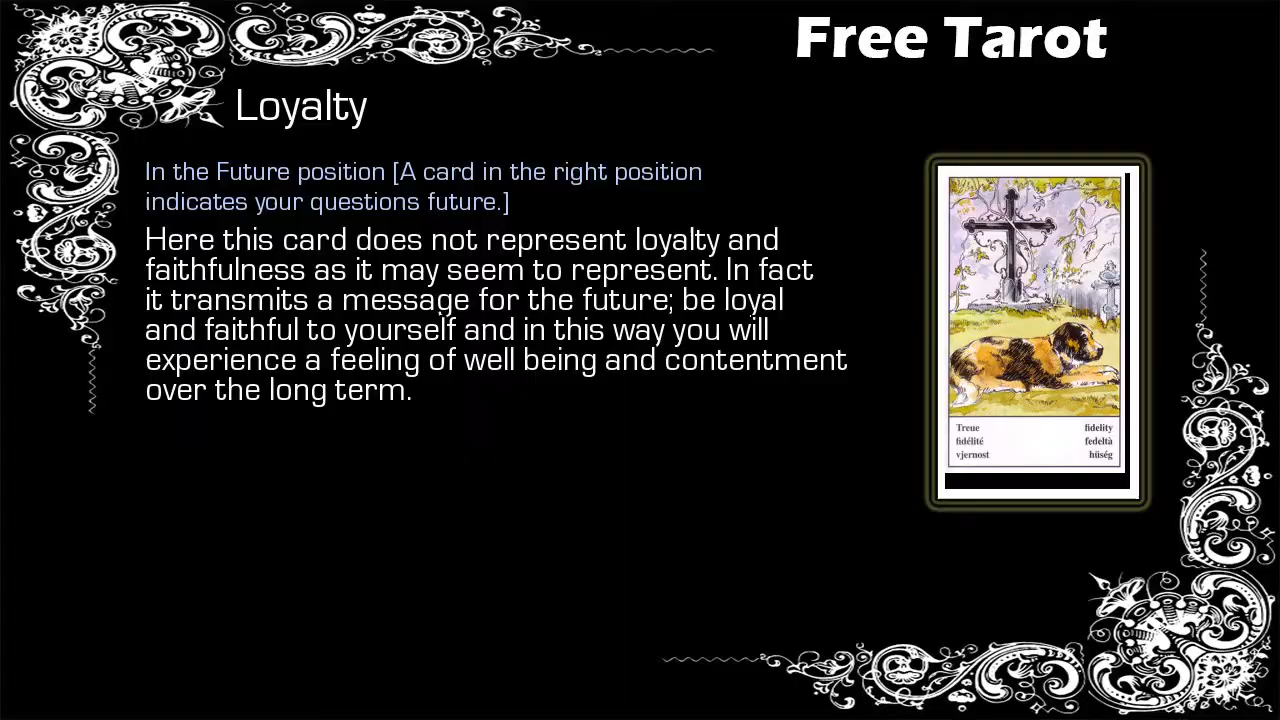 Free Tarot
Loyalty
In the Future position [A card in the right position
indicates your questions future.]
Here this card does not represent loyalty and
faithfulness as it may seem to represent. In fact
it transmits a message for the future; be loyal
and faithful to yourself and in this way you will
experience a feeling of well being and contentment
over the long term.
Treue fidelity
fidélité fedeltà
vjernost hüség